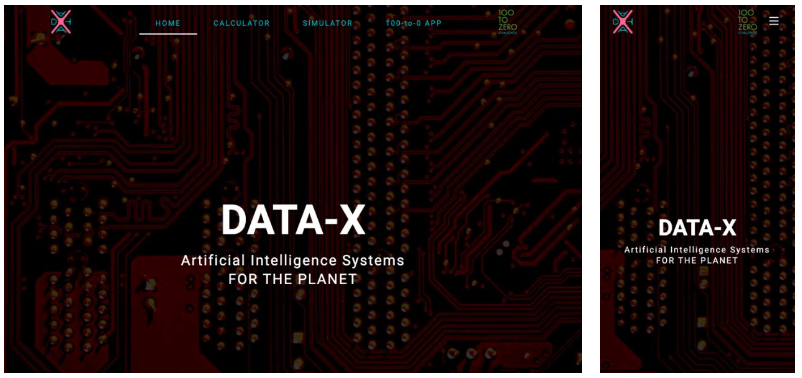 HOME CALCULATOR SIMULATOR 100-to-0 APP
100
TO
ZERO
CHALLENGE
DATA-X
Artificial Intelligence Systems
FOR THE PLANET
100
TO
ZERO
DATA-X
Artificial Intelligence Systems
FOR THE PLANET